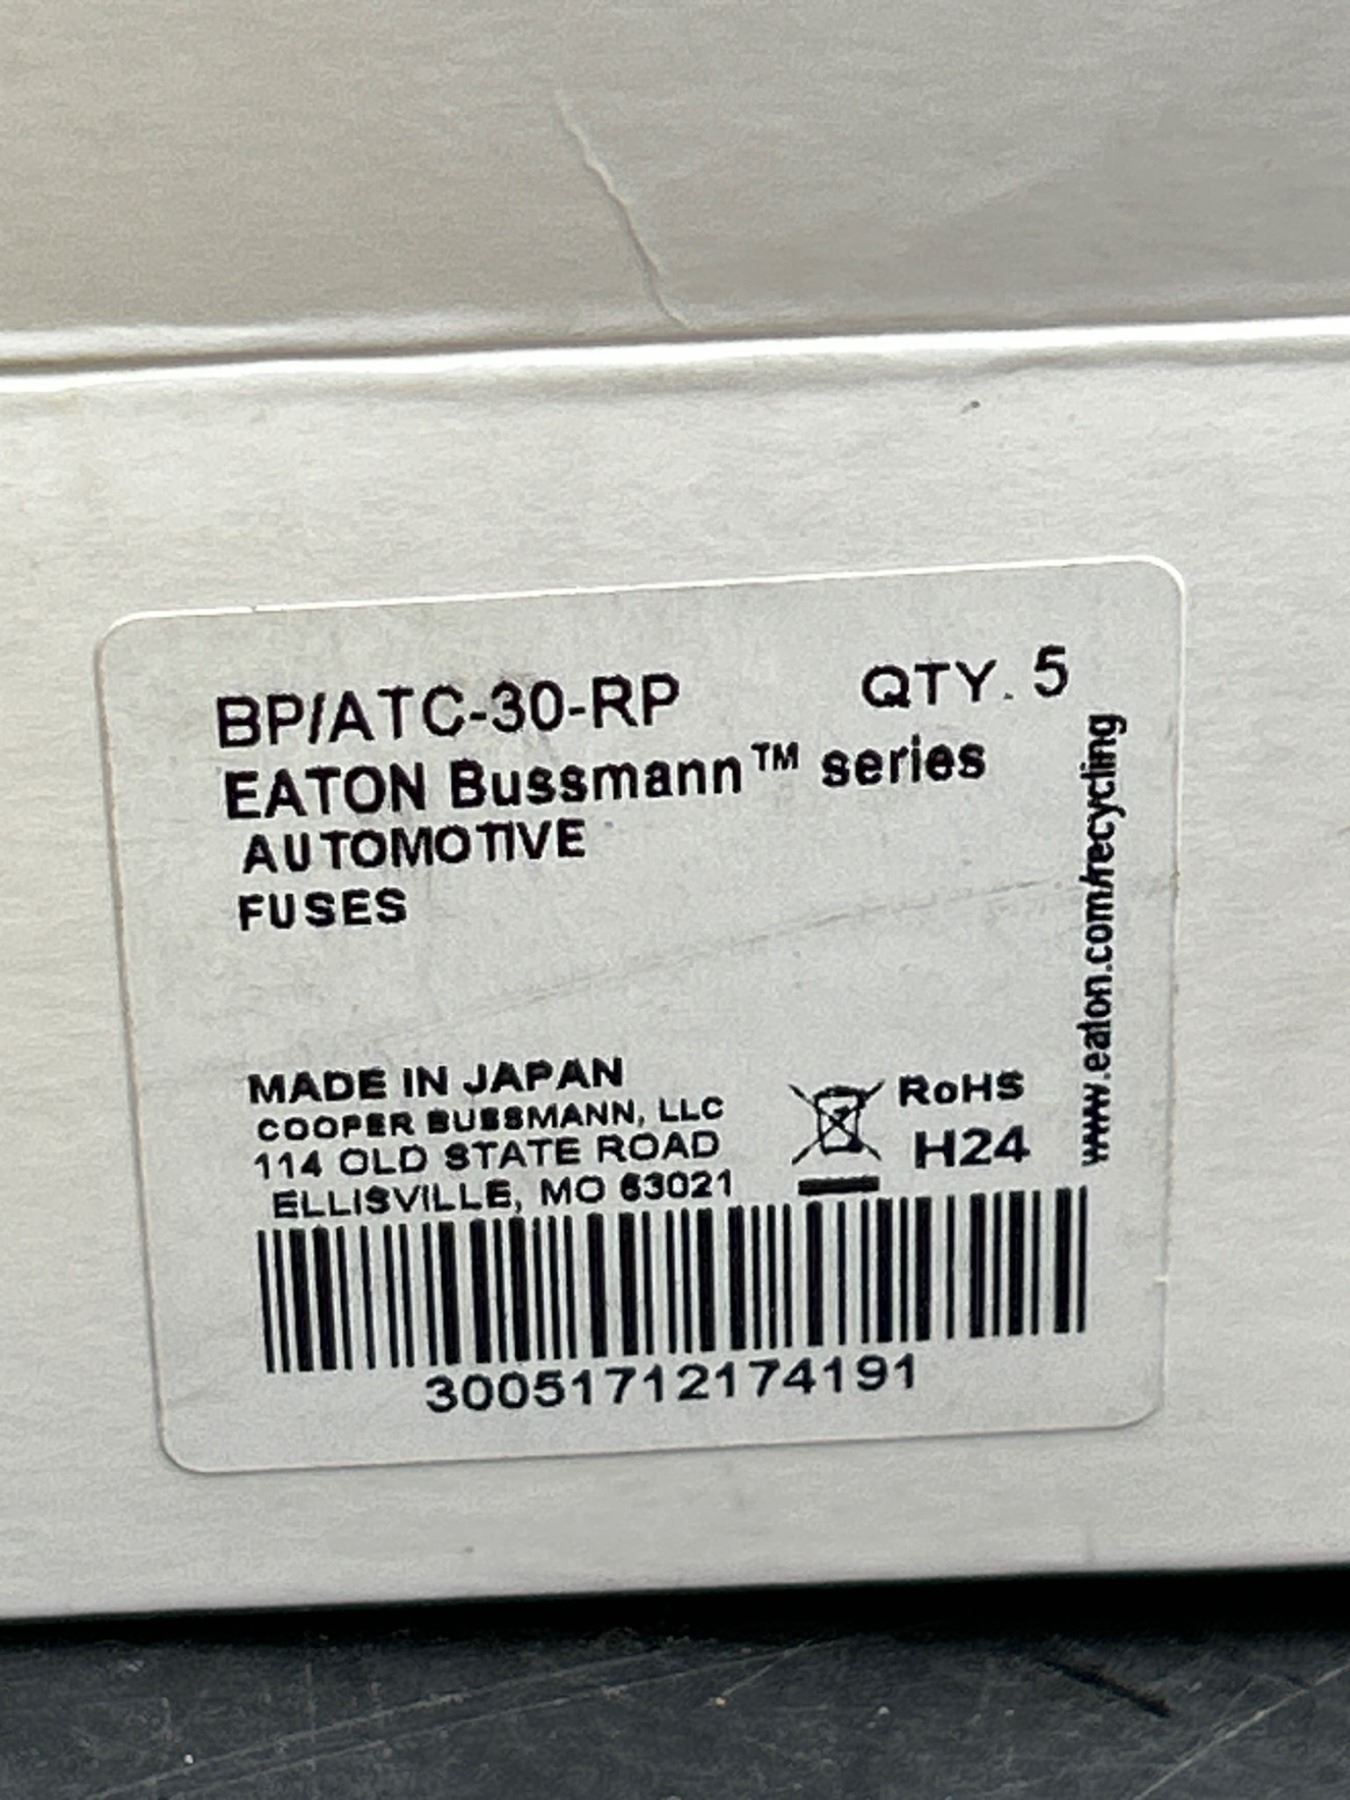 BP/ATC-30-RP QTY. 5
EATON Bussmann™ series
AUTOMOTIVE
FUSES
www.eaton.com/recycling
MADE IN JAPAN
COOPER BUSSMANN, LLC
114 OLD STATE ROAD
ELLISVILLE, MO 63021
RoHS
H24
30051712174191